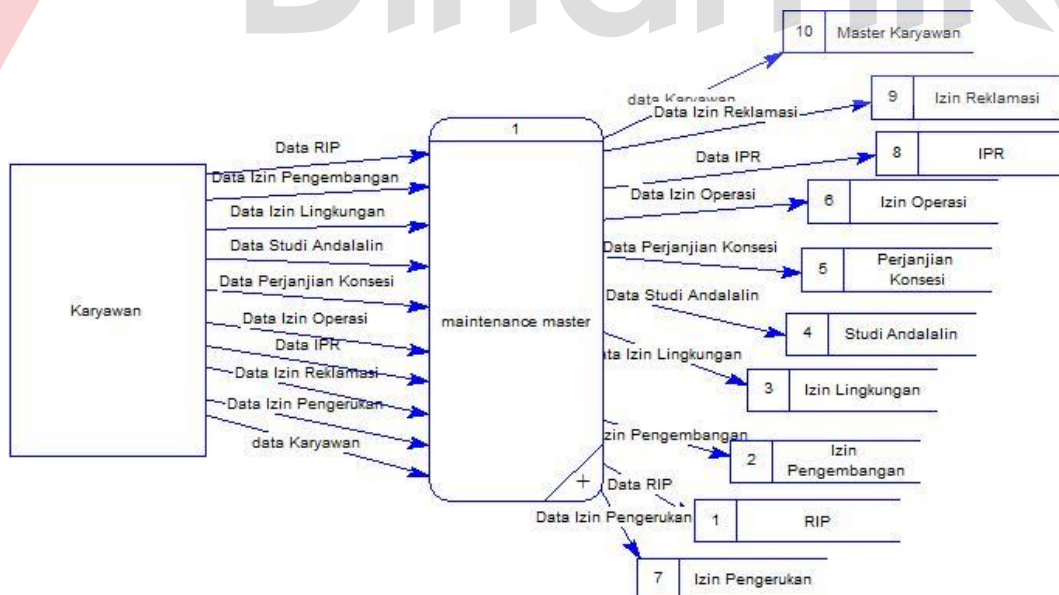 Karyawan
Data RIP
Data Izin Pengembangan
Data Izin Lingkungan
Data Studi Andalalin
Data Perjanjian Konsesi
Data Izin Operasi
Data IPR
Data Izin Reklamasi
Data Izin Pengerukan
data Karyawan
1
maintenance master
+
data Karyawan
Data Izin Reklamasi
Data IPR
Data Izin Operasi
Data Perjanjian Konsesi
Data Studi Andalalin
ata Izin Lingkungan
zin Pengembangan
Data RIP
Data Izin Pengerukan
10 Master Karyawan
9 Izin Reklamasi
8 IPR
6 Izin Operasi
5 Perjanjian
Konsesi
4 Studi Andalalin
3 Izin Lingkungan
2 Izin
Pengembangan
1 RIP
7 Izin Pengerukan